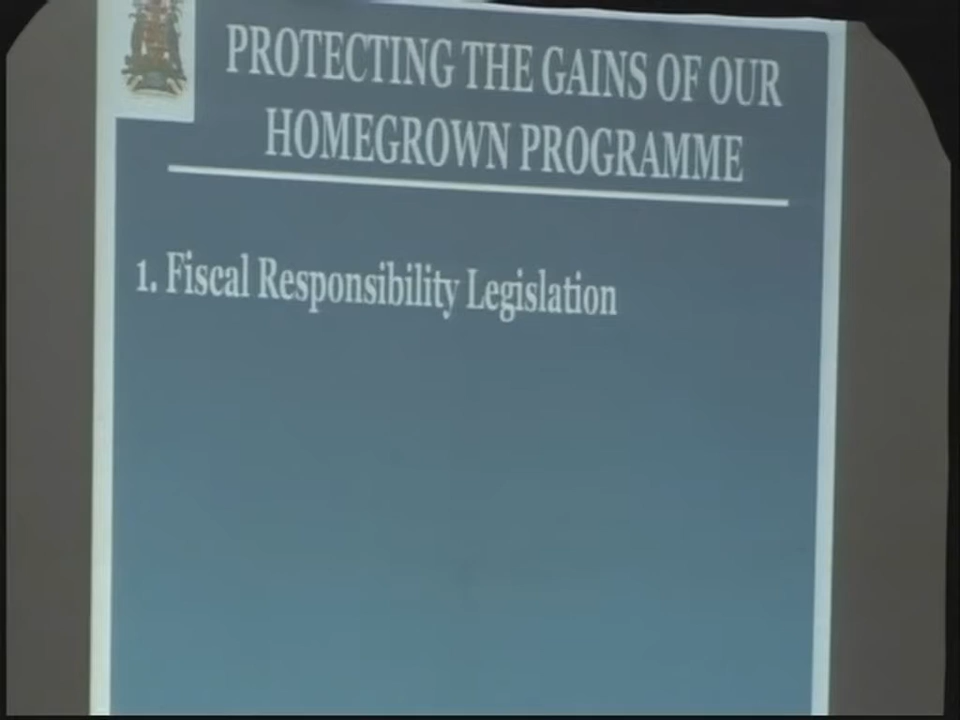 PROTECTING THE GAINS OF OUR
HOMEGROWN PROGRAMME
1. Fiscal Responsibility Legislation